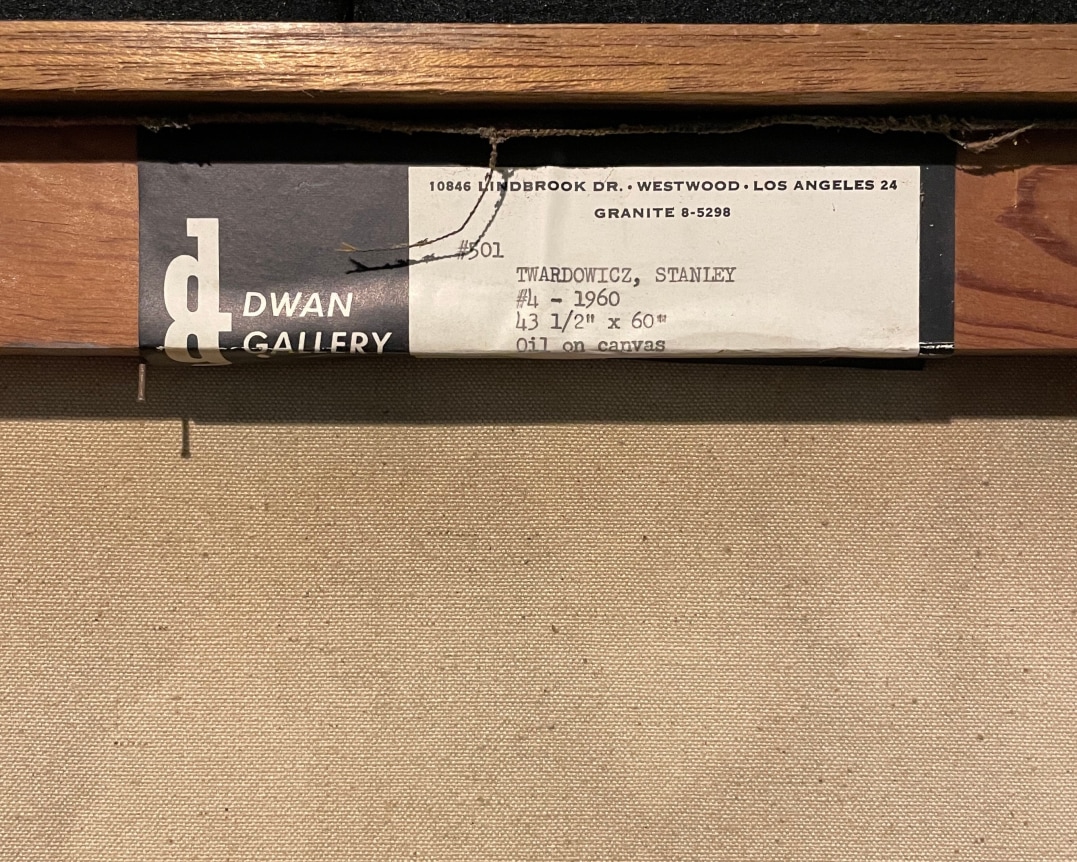 10846 LINDBROOK DR. • WESTWOOD • LOS ANGELES 24
GRANITE 8-5298
#501
TWARDOWICZ, STANLEY
#4 - 1960
43 1/2" x 60"
Oil on canvas
d
DWAN
GALLERY